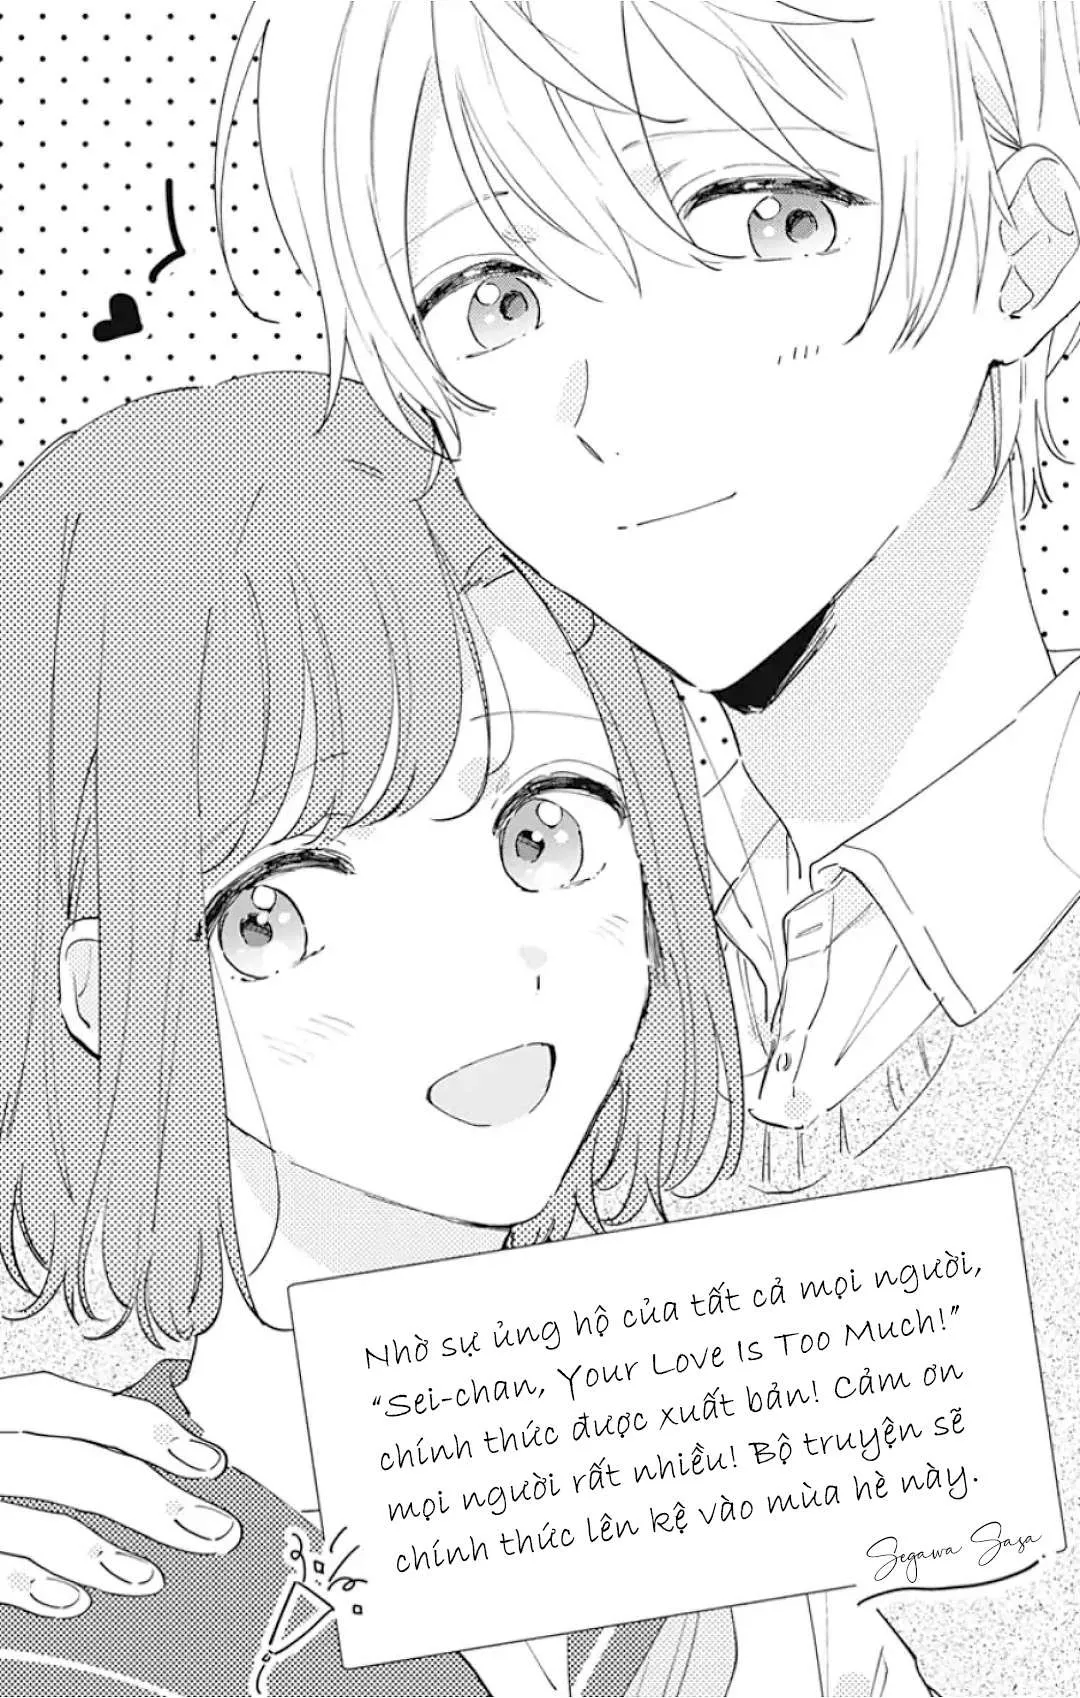 Nhờ sự ủng hộ của tất cả mọi người,
"Sei-chan, Your Love Is Too Much!"
chính thức được xuất bản! Cảm ơn
mọi người rất nhiều! Bộ truyện sẽ
chính thức lên kệ vào mùa hè này.
Segawa Sasa